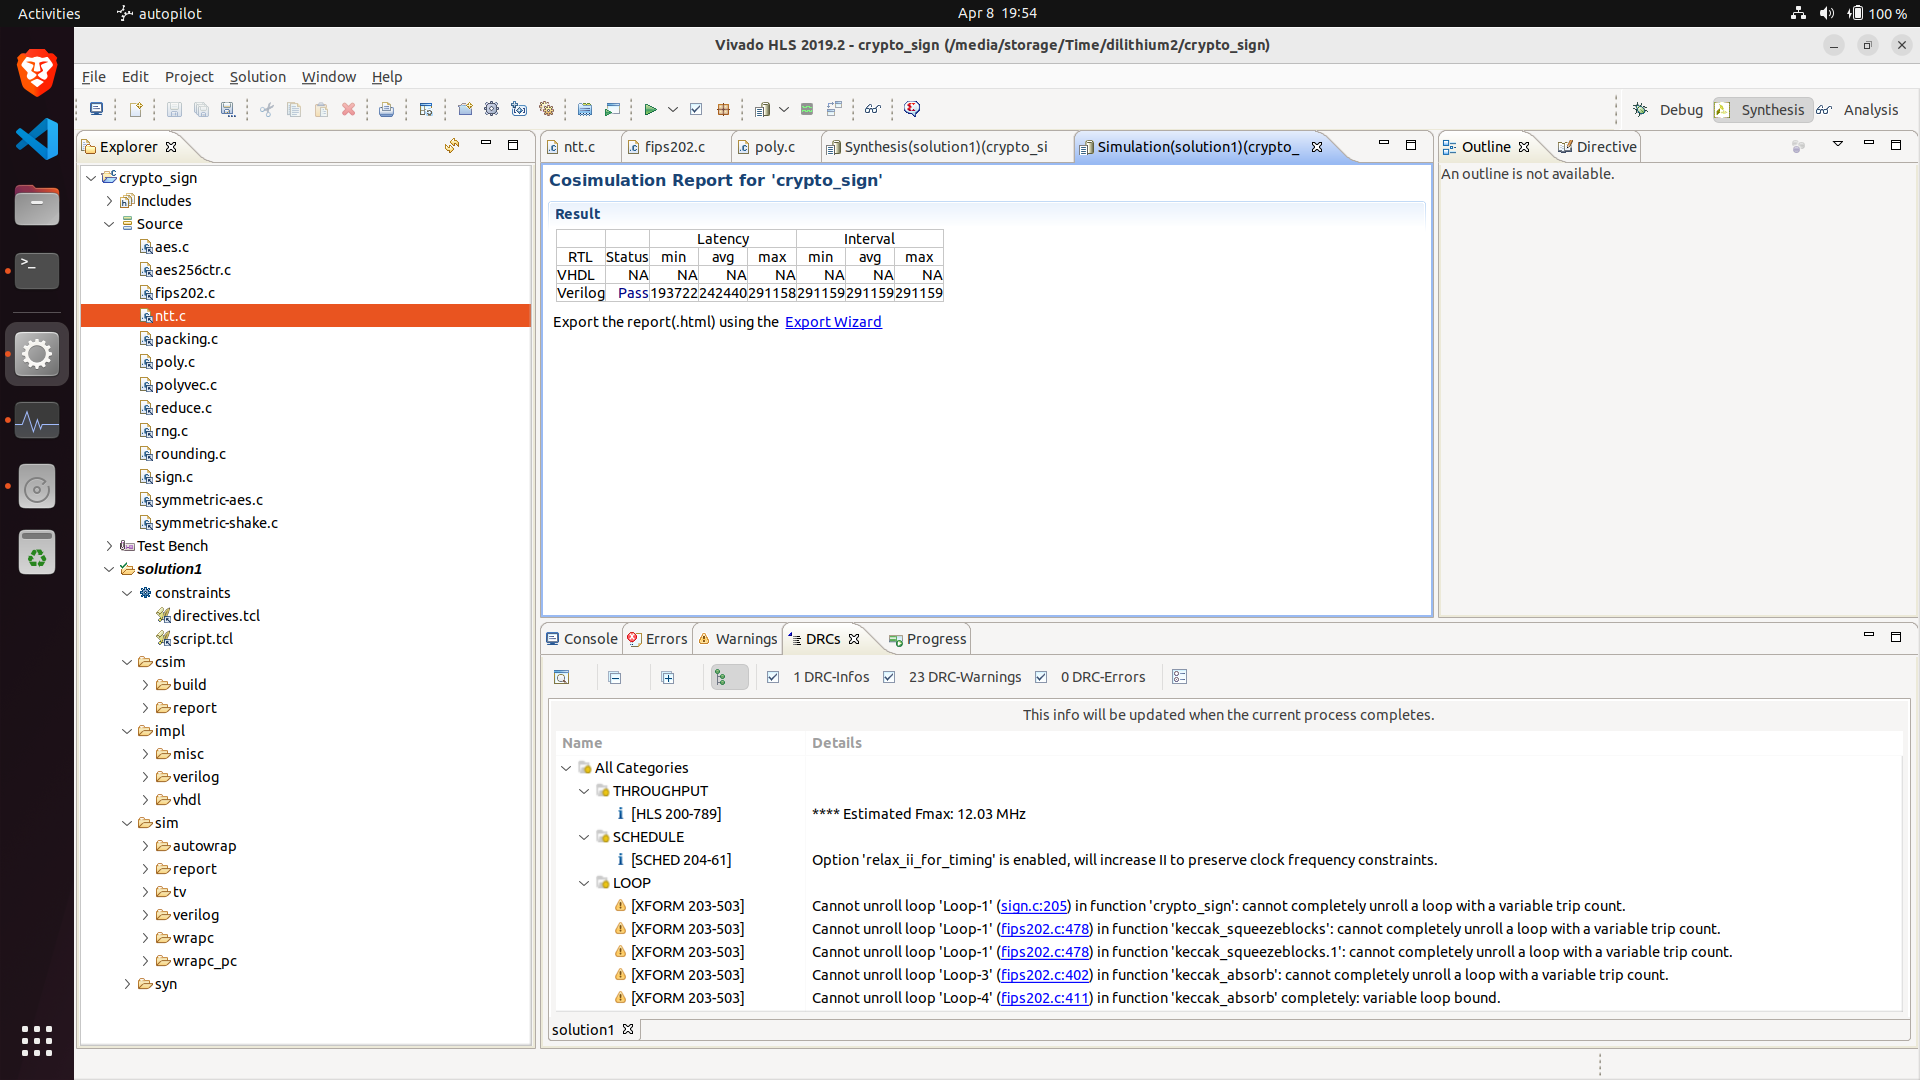 Activities
autopilot
Apr 8 19:54
100 %
Vivado HLS 2019.2 - crypto_sign (/media/storage/Time/dilithium2/crypto_sign)
File Edit Project Solution Window Help
Debug
Synthesis
Analysis
Explorer
crypto_sign
Includes
Source
aes.c
aes256ctr.c
fips202.c
ntt.c
packing.c
poly.c
polyvec.c
reduce.c
rng.c
rounding.c
sign.c
symmetric-aes.c
symmetric-shake.c
Test Bench
solution1
constraints
directives.tcl
script.tcl
csim
build
report
impl
misc
verilog
vhdl
sim
autowrap
report
tv
verilog
wrapc
wrapc_pc
syn
ntt.c
fips202.c
poly.c
Synthesis(solution1)(crypto_si
Simulation(solution1)(crypto_
Cosimulation Report for 'crypto_sign'
Result
Latency Interval
RTL Status min avg max min avg max
VHDL NA NA NA NA NA NA NA
Verilog Pass 193722 242440 291158 291159 291159 291159
Export the report(.html) using the Export Wizard
Outline
Directive
An outline is not available.
Console
Errors
Warnings
DRCs
Progress
1 DRC-Infos
23 DRC-Warnings
0 DRC-Errors
This info will be updated when the current process completes.
Name Details
All Categories
THROUGHPUT
[HLS 200-789] **** Estimated Fmax: 12.03 MHz
SCHEDULE
[SCHED 204-61] Option 'relax_ii_for_timing' is enabled, will increase II to preserve clock frequency constraints.
LOOP
[XFORM 203-503] Cannot unroll loop 'Loop-1' (sign.c:205) in function 'crypto_sign': cannot completely unroll a loop with a variable trip count.
[XFORM 203-503] Cannot unroll loop 'Loop-1' (fips202.c:478) in function 'keccak_squeezeblocks': cannot completely unroll a loop with a variable trip count.
[XFORM 203-503] Cannot unroll loop 'Loop-1' (fips202.c:478) in function 'keccak_squeezeblocks.1': cannot completely unroll a loop with a variable trip count.
[XFORM 203-503] Cannot unroll loop 'Loop-3' (fips202.c:402) in function 'keccak_absorb': cannot completely unroll a loop with a variable trip count.
[XFORM 203-503] Cannot unroll loop 'Loop-4' (fips202.c:411) in function 'keccak_absorb' completely: variable loop bound.
solution1